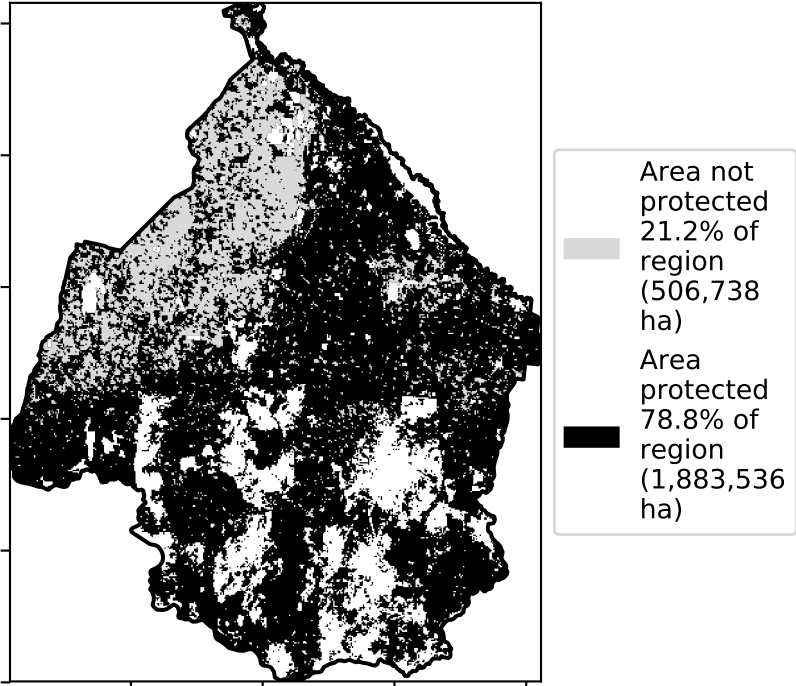 Area not
protected
21.2% of
region
(506,738
ha)
Area
protected
78.8% of
region
(1,883,536
ha)